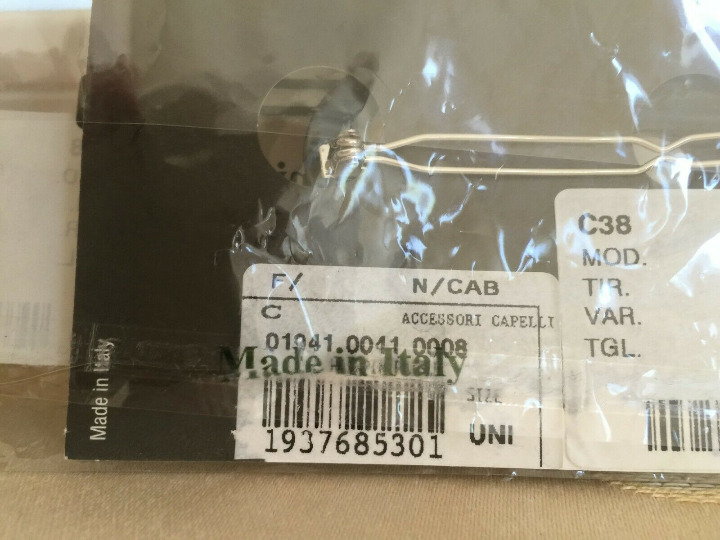 F/ N/CAB
C ACCESSORI CAPELLI
01941.0041.0008
Made in Italy
SIZE
1937685301 UNI
C38
MOD.
TIR.
VAR.
TGL.
Made in Italy